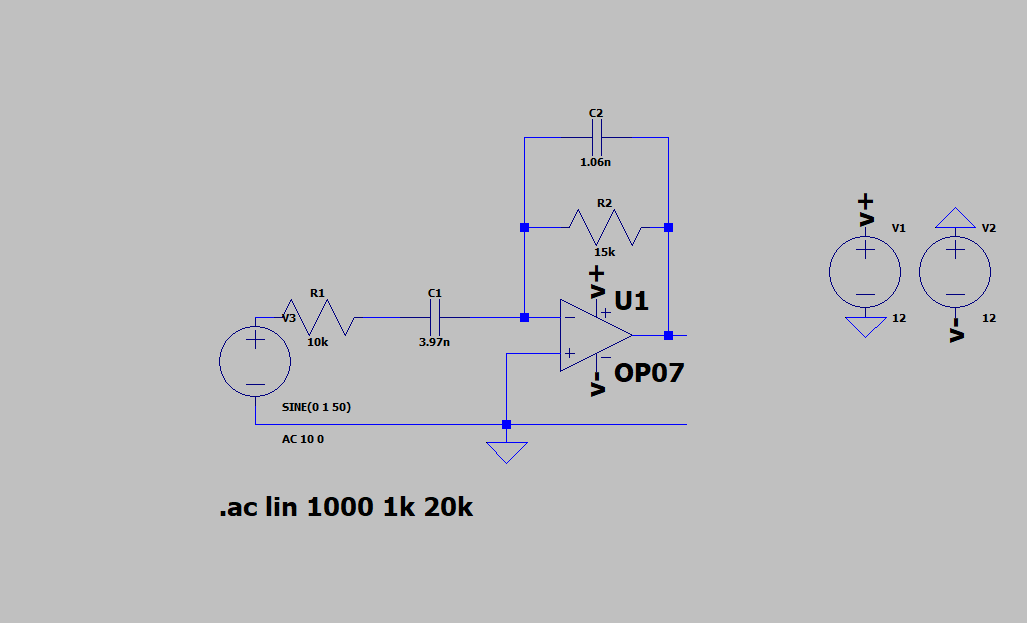 C2
1.06n
R2
15k
v+
V1
V2
12
12
v-
R1
C1
V3
10k
3.97n
v+
U1
v-
OP07
SINE(0 1 50)
AC 10 0
.ac lin 1000 1k 20k